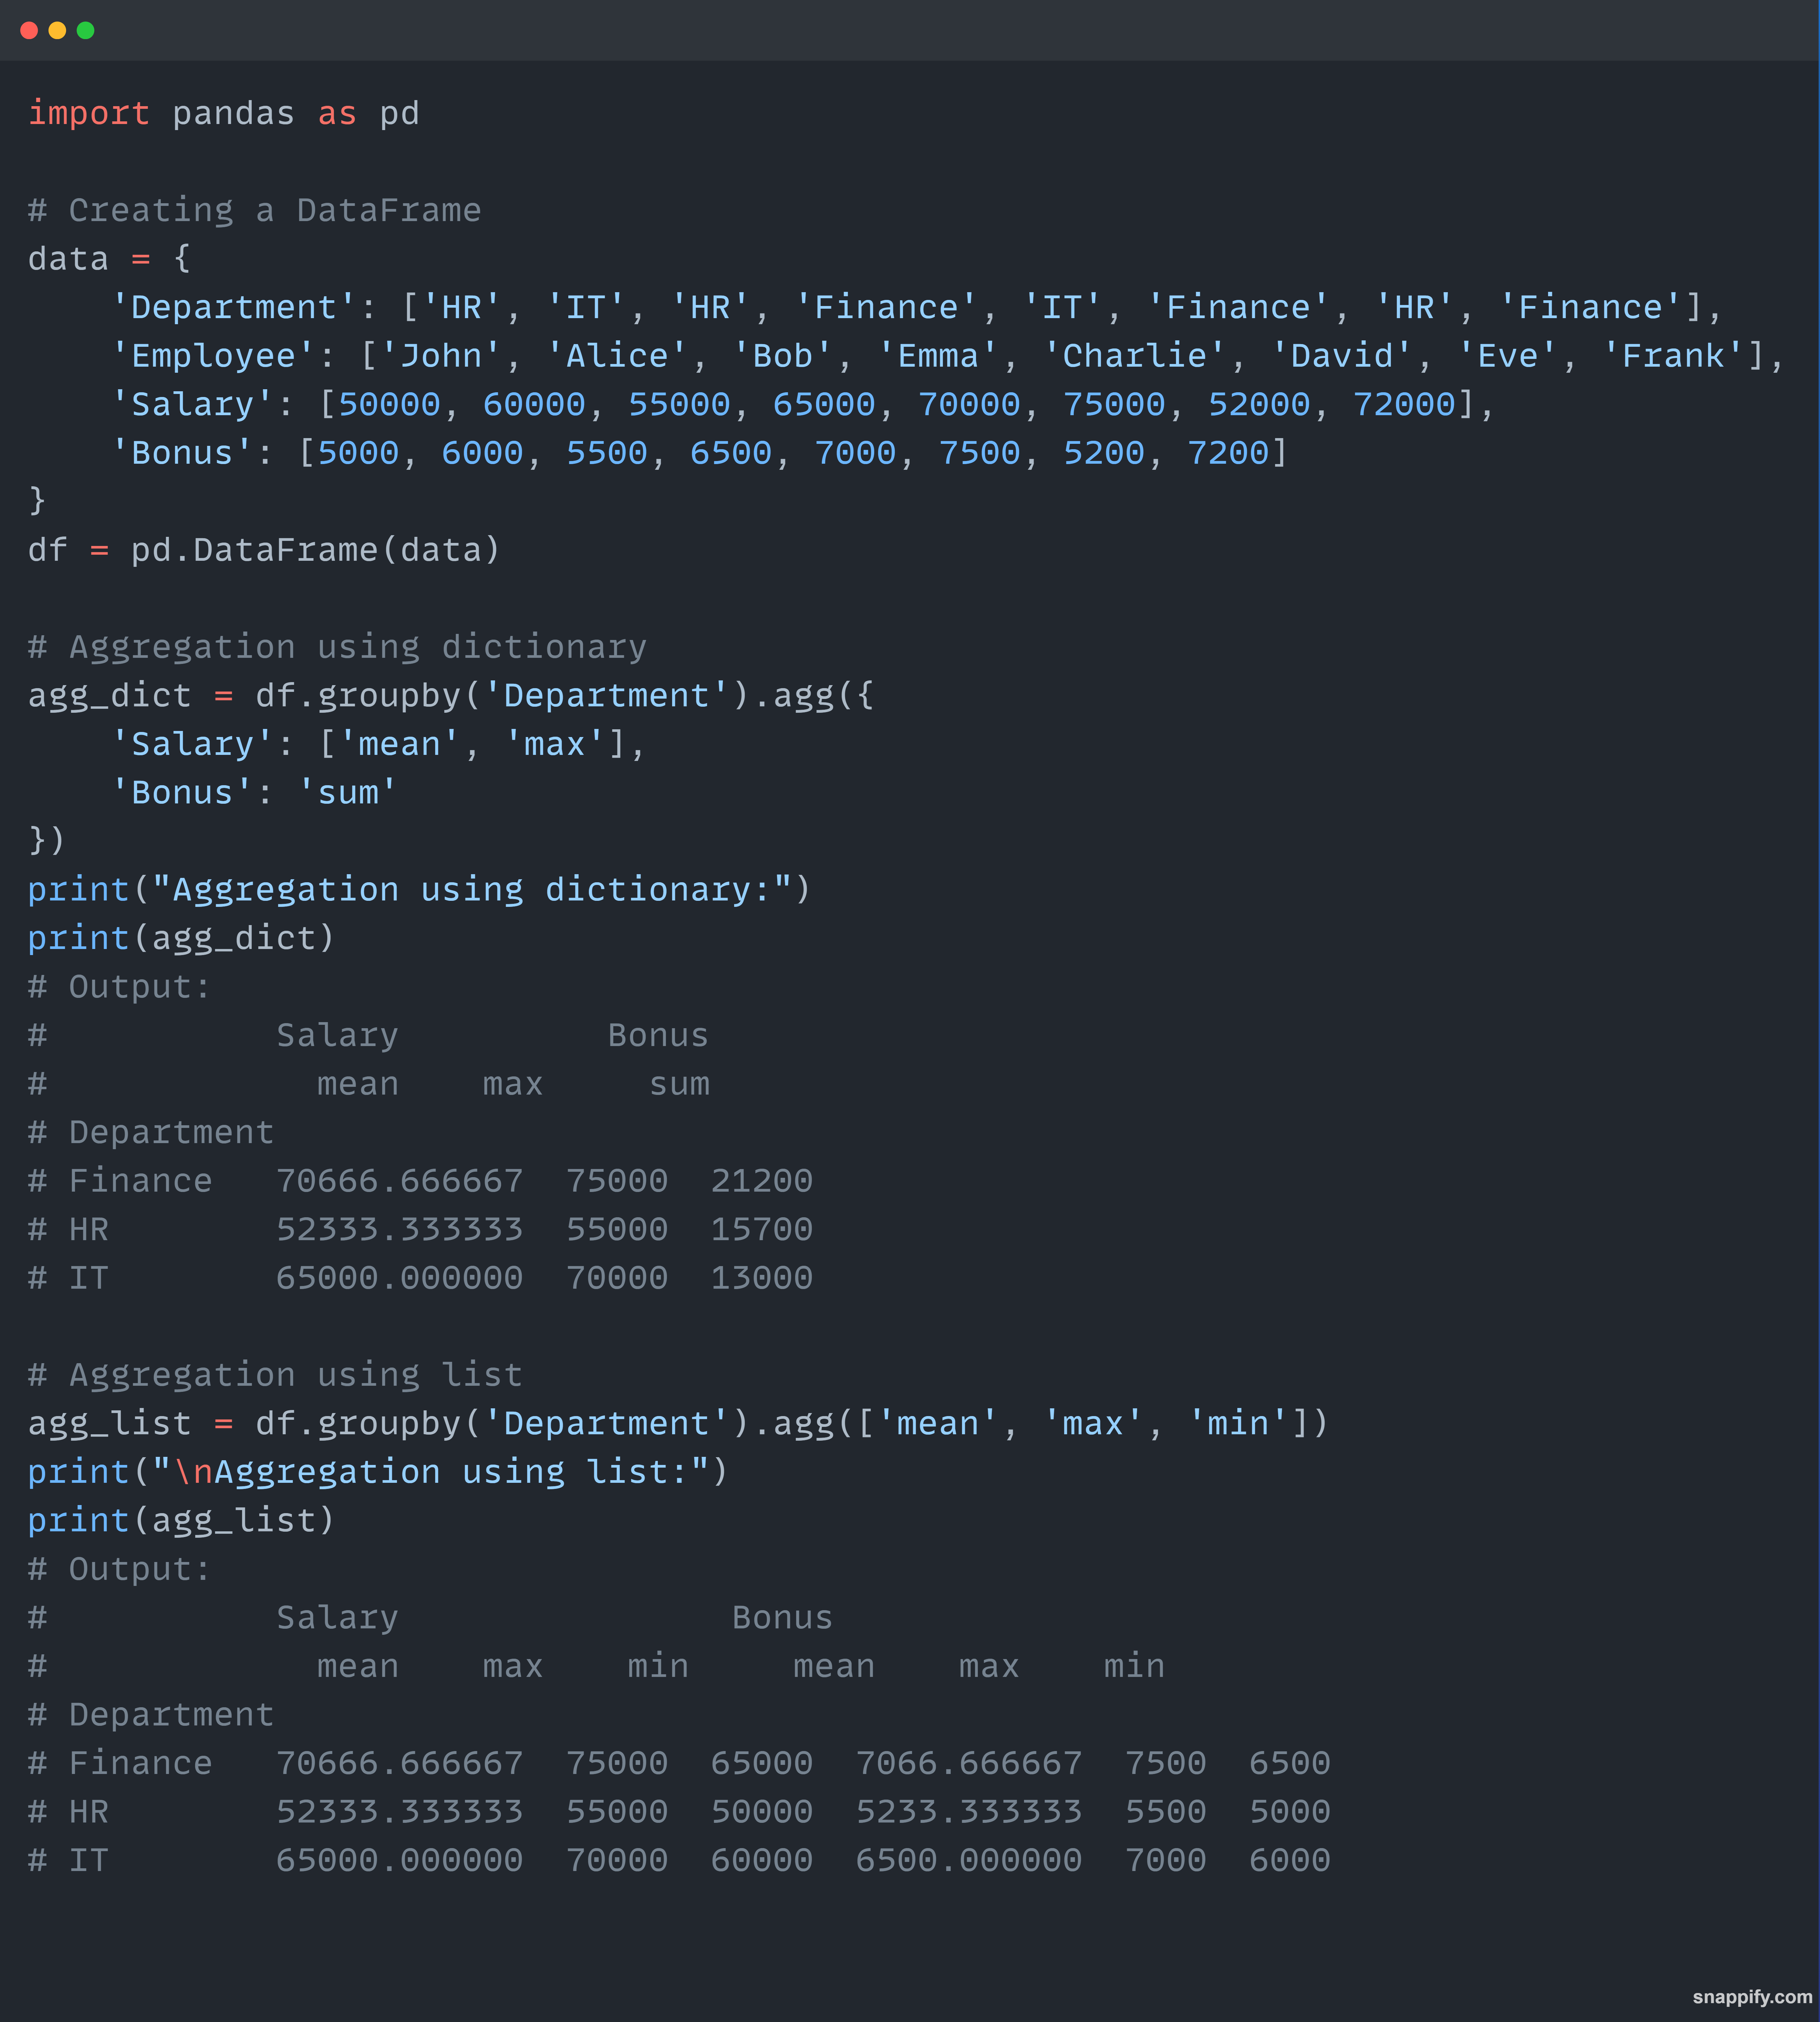 import pandas as pd

# Creating a DataFrame
data = {
    'Department': ['HR', 'IT', 'HR', 'Finance', 'IT', 'Finance', 'HR', 'Finance'],
    'Employee': ['John', 'Alice', 'Bob', 'Emma', 'Charlie', 'David', 'Eve', 'Frank'],
    'Salary': [50000, 60000, 55000, 65000, 70000, 75000, 52000, 72000],
    'Bonus': [5000, 6000, 5500, 6500, 7000, 7500, 5200, 7200]
}
df = pd.DataFrame(data)

# Aggregation using dictionary
agg_dict = df.groupby('Department').agg({
    'Salary': ['mean', 'max'],
    'Bonus': 'sum'
})
print("Aggregation using dictionary:")
print(agg_dict)
# Output:
#           Salary          Bonus
#             mean    max     sum
# Department
# Finance   70666.666667  75000  21200
# HR        52333.333333  55000  15700
# IT        65000.000000  70000  13000

# Aggregation using list
agg_list = df.groupby('Department').agg(['mean', 'max', 'min'])
print("\nAggregation using list:")
print(agg_list)
# Output:
#           Salary                Bonus
#             mean    max    min     mean    max    min
# Department
# Finance   70666.666667  75000  65000  7066.666667  7500  6500
# HR        52333.333333  55000  50000  5233.333333  5500  5000
# IT        65000.000000  70000  60000  6500.000000  7000  6000
snappify.com